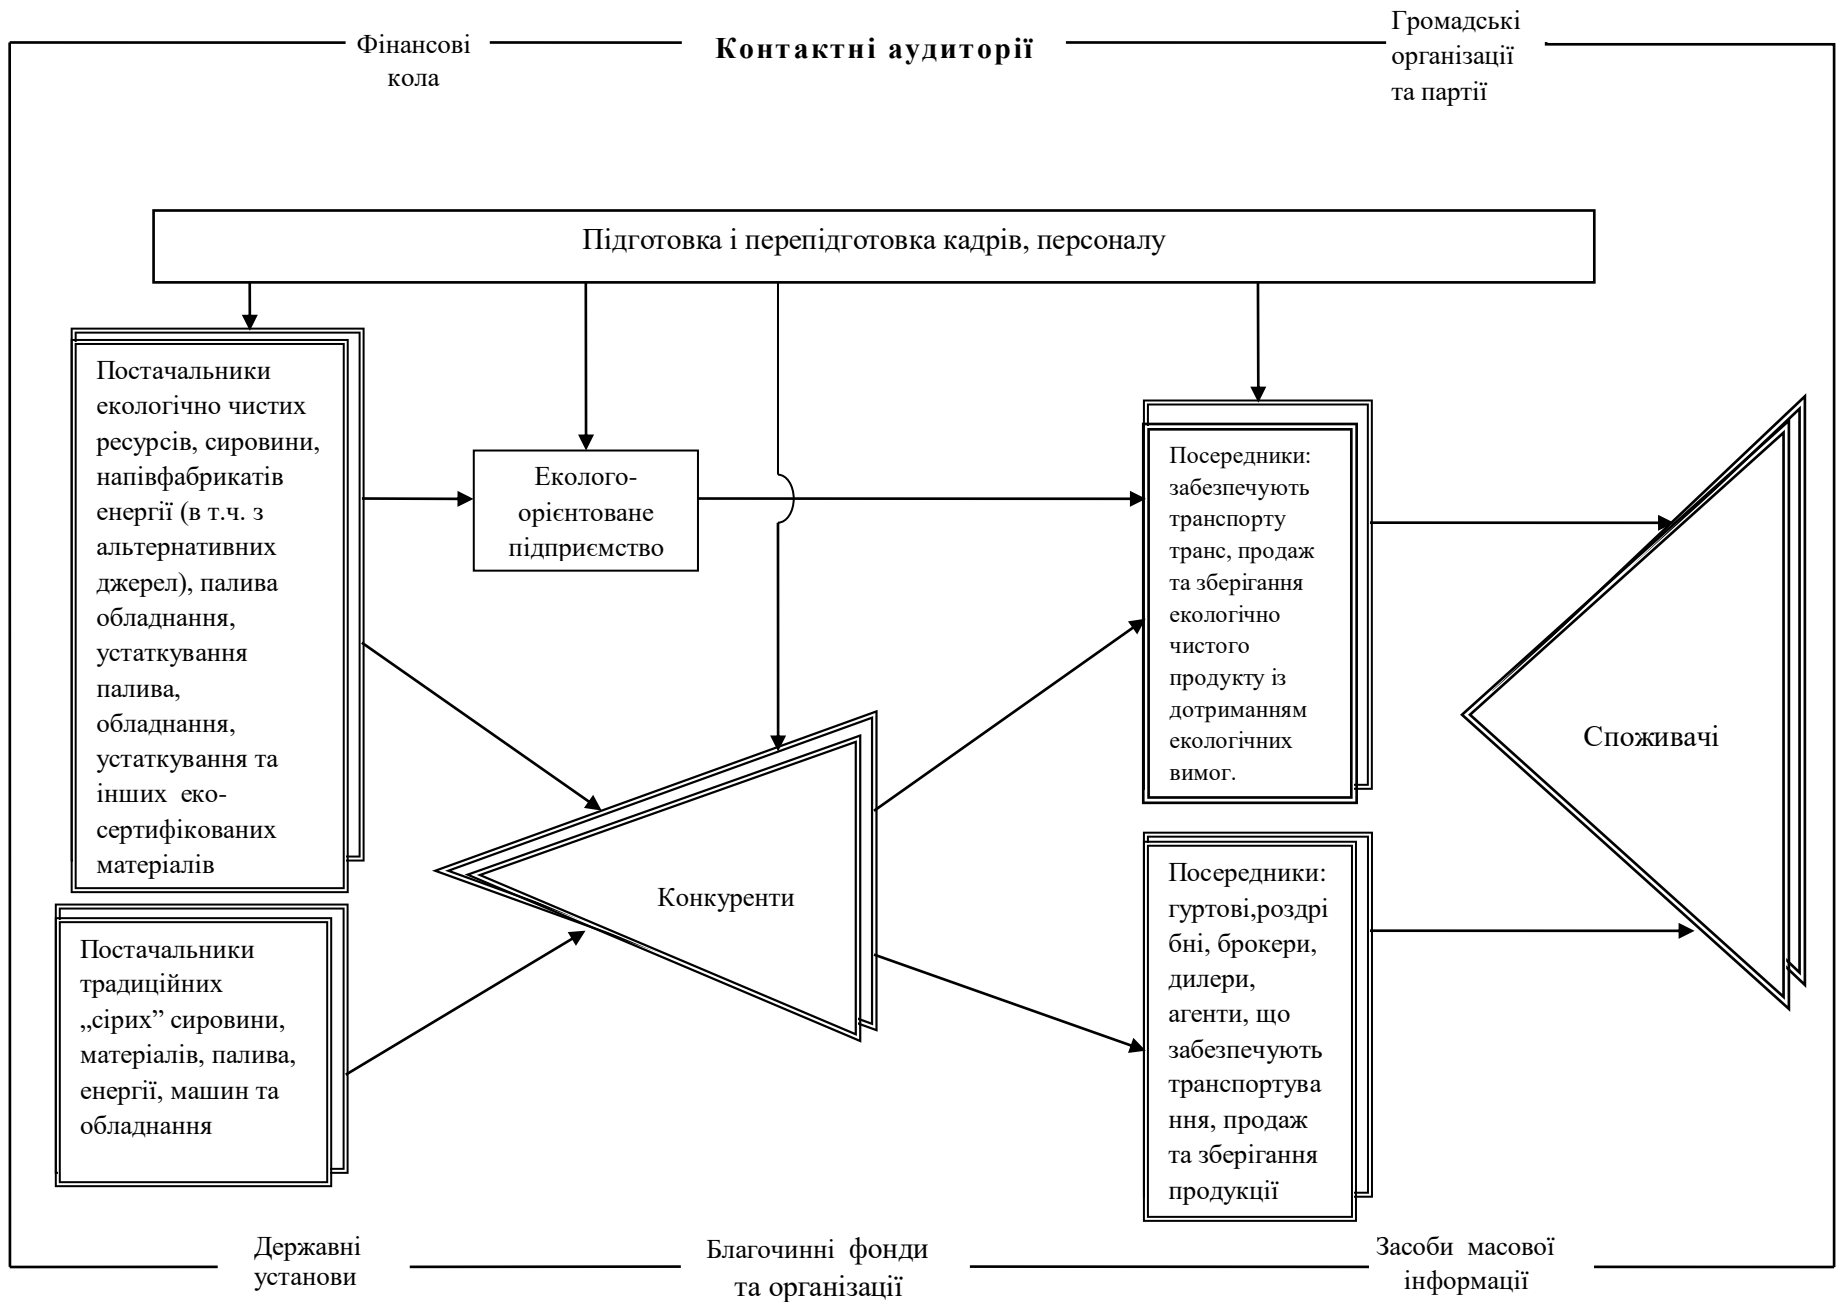 Фінансові
кола
Контактні аудиторії
Громадські
організації
та партії
Підготовка і перепідготовка кадрів, персоналу
Постачальники
екологічно чистих
ресурсів, сировини,
напівфабрикатів
енергії (в т.ч. з
альтернативних
джерел), палива
обладнання,
устаткування
палива,
обладнання,
устаткування та
інших еко-
сертифікованих
матеріалів
Еколого-
орієнтоване
підприємство
Посередники:
забезпечують
транспорту
транс, продаж
та зберігання
екологічно
чистого
продукту із
дотриманням
екологічних
вимог.
Споживачі
Конкуренти
Постачальники
традиційних
„сірих” сировини,
матеріалів, палива,
енергії, машин та
обладнання
Посередники:
гуртові,роздрі
бні, брокери,
дилери,
агенти, що
забезпечують
транспортува
ння, продаж
та зберігання
продукції
Державні
установи
Благочинні фонди
та організації
Засоби масової
інформації